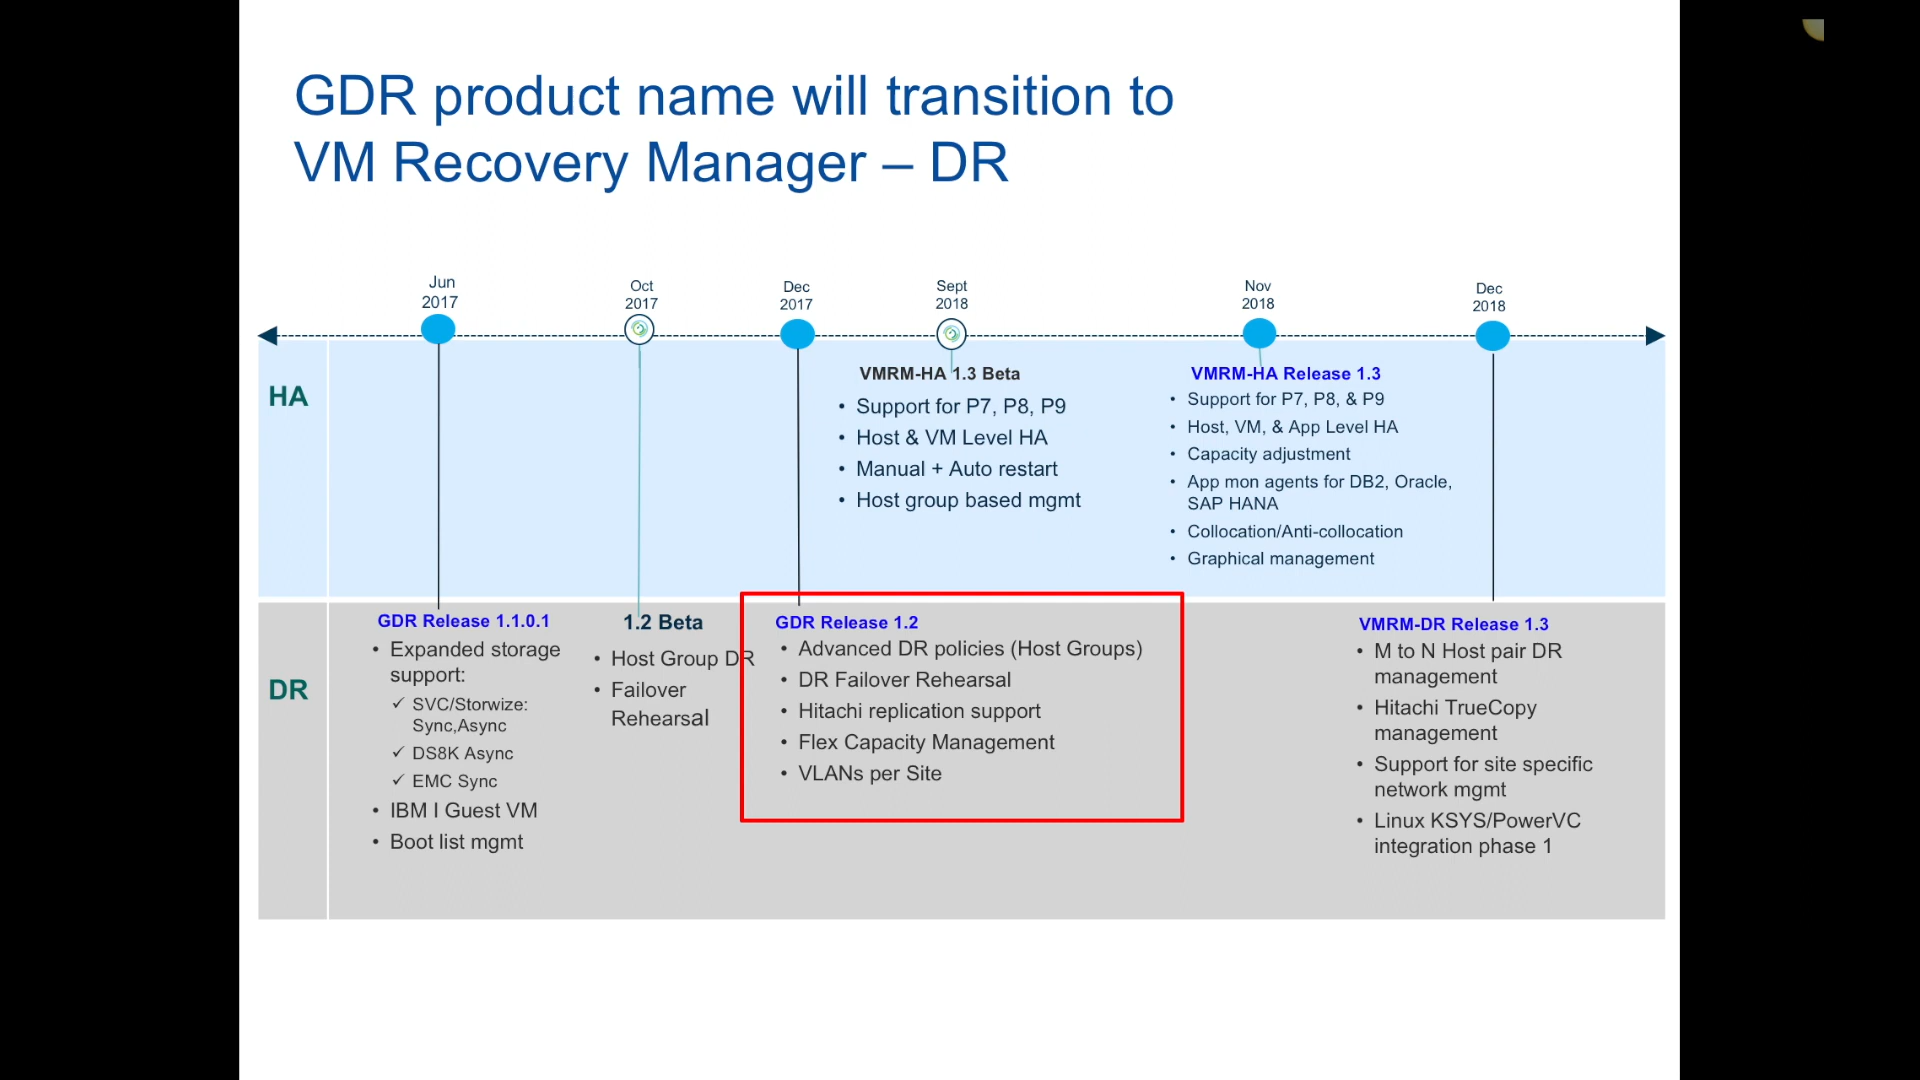 GDR product name will transition to
VM Recovery Manager – DR
Jun
2017
Oct
2017
Dec
2017
Sept
2018
Nov
2018
Dec
2018
HA
VMRM-HA 1.3 Beta
• Support for P7, P8, P9
• Host & VM Level HA
• Manual + Auto restart
• Host group based mgmt
VMRM-HA Release 1.3
• Support for P7, P8, & P9
• Host, VM, & App Level HA
• Capacity adjustment
• App mon agents for DB2, Oracle,
SAP HANA
• Collocation/Anti-collocation
• Graphical management
DR
GDR Release 1.1.0.1
• Expanded storage
support:
✓ SVC/Storwize:
Sync,Async
✓ DS8K Async
✓ EMC Sync
• IBM I Guest VM
• Boot list mgmt
1.2 Beta
• Host Group DR
• Failover
Rehearsal
GDR Release 1.2
• Advanced DR policies (Host Groups)
• DR Failover Rehearsal
• Hitachi replication support
• Flex Capacity Management
• VLANs per Site
VMRM-DR Release 1.3
• M to N Host pair DR
management
• Hitachi TrueCopy
management
• Support for site specific
network mgmt
• Linux KSYS/PowerVC
integration phase 1